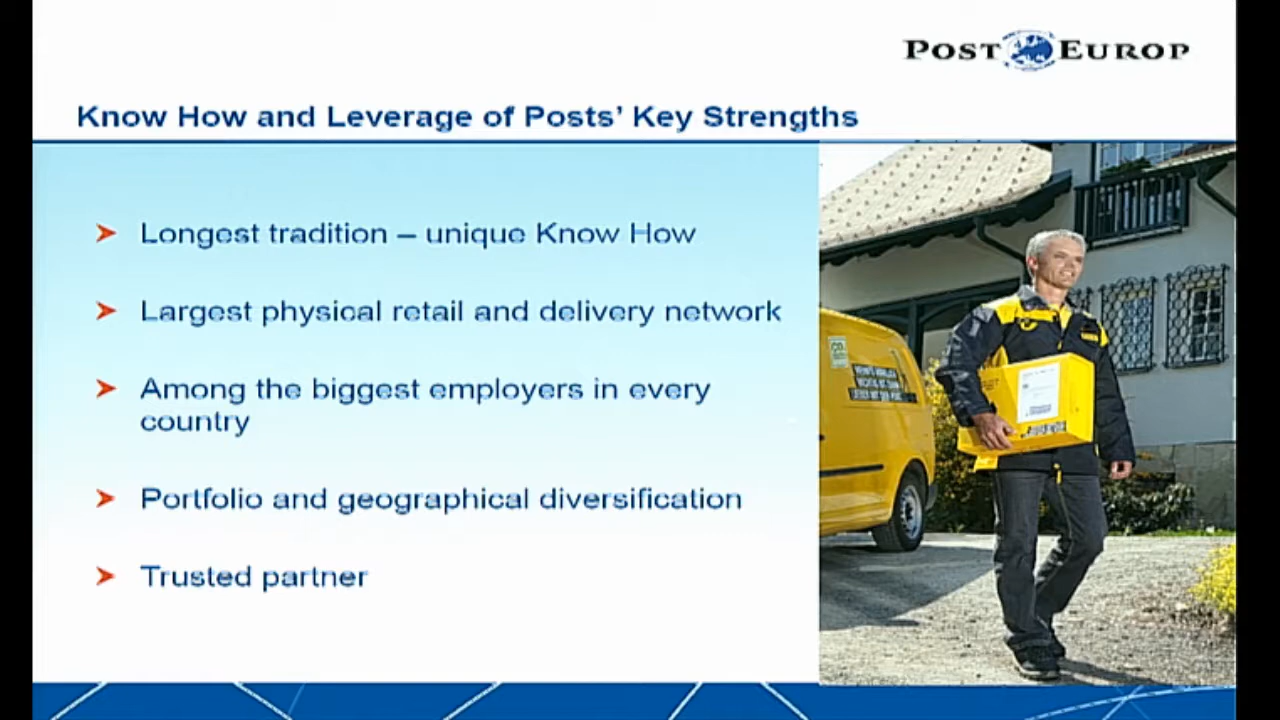 POST EUROP
Know How and Leverage of Posts' Key Strengths
Longest tradition – unique Know How
Largest physical retail and delivery network
Among the biggest employers in every
country
Portfolio and geographical diversification
Trusted partner